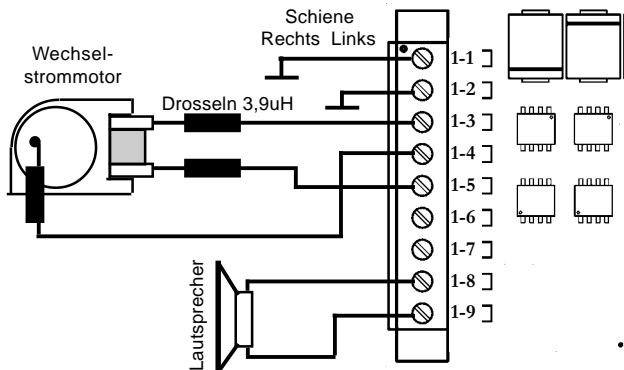 Schiene
Rechts Links
Wechsel-
strommotor
Drosseln 3,9uH
1-1
1-2
1-3
1-4
1-5
1-6
1-7
1-8
1-9
Lautsprecher